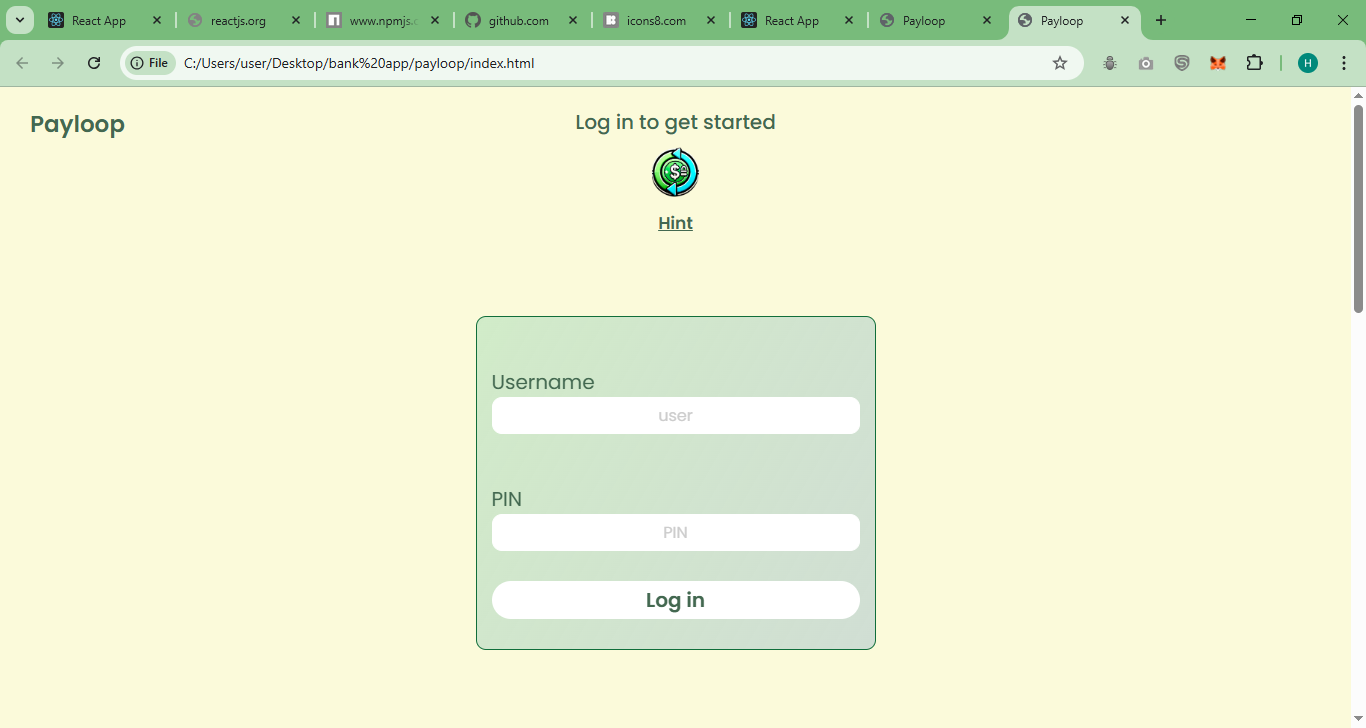 React App
reactjs.org
www.npmjs.c
github.com
icons8.com
React App
Payloop
Payloop
File C:/Users/user/Desktop/bank%20app/payloop/index.html
H
Payloop
Log in to get started
$
Hint
Username
user
PIN
PIN
Log in